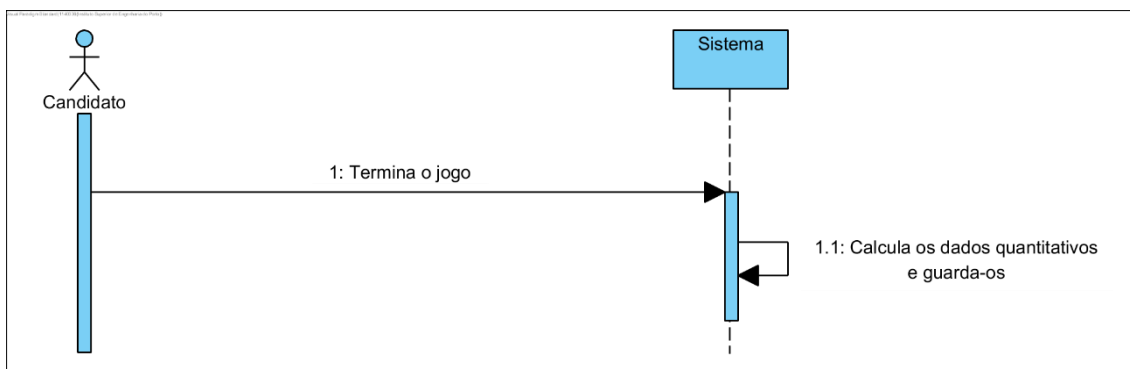 Sistema
Candidato
1: Termina o jogo
1.1: Calcula os dados quantitativos
e guarda-os